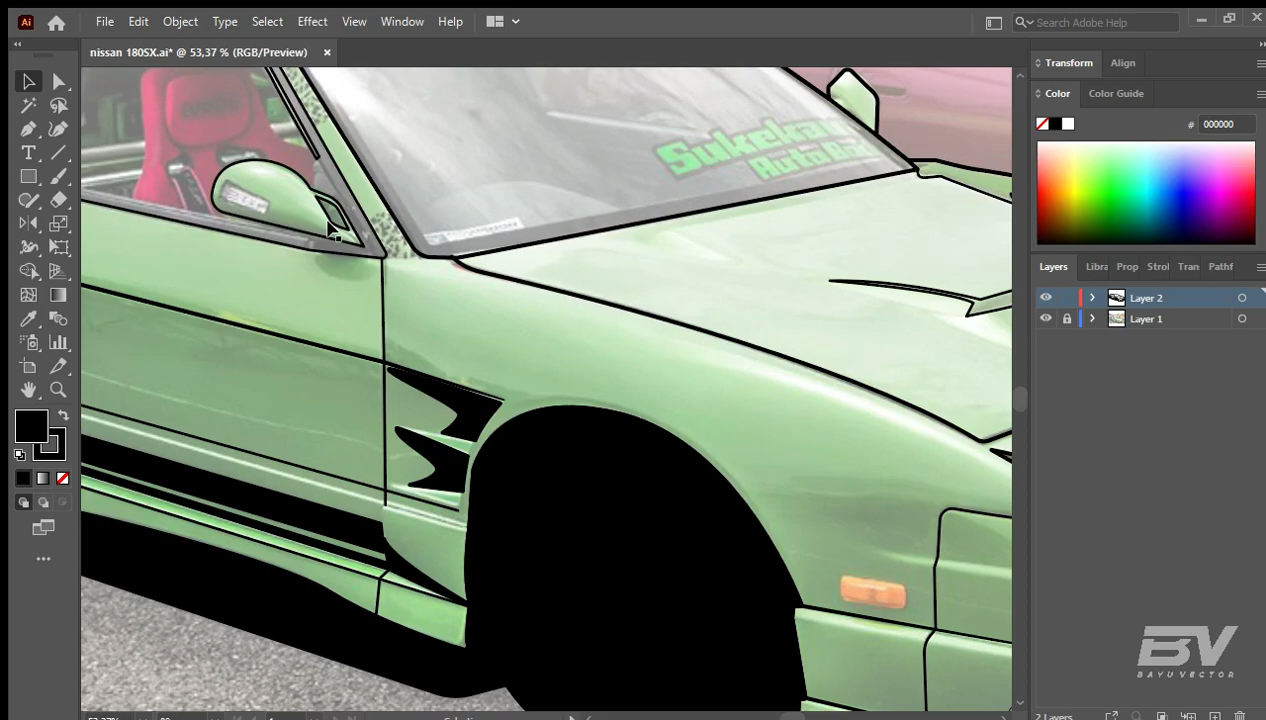 Ai
File Edit Object Type Select Effect View Window Help
Search Adobe Help
nissan 180SX.ai* @ 53,37 % (RGB/Preview) ×
Transform Align
Color Color Guide
# 000000
Sukekan
Auto
Layers Libra Prop Strol Tran Pathf
Layer 2
Layer 1
BV
BAYU VECTOR
2 Layers